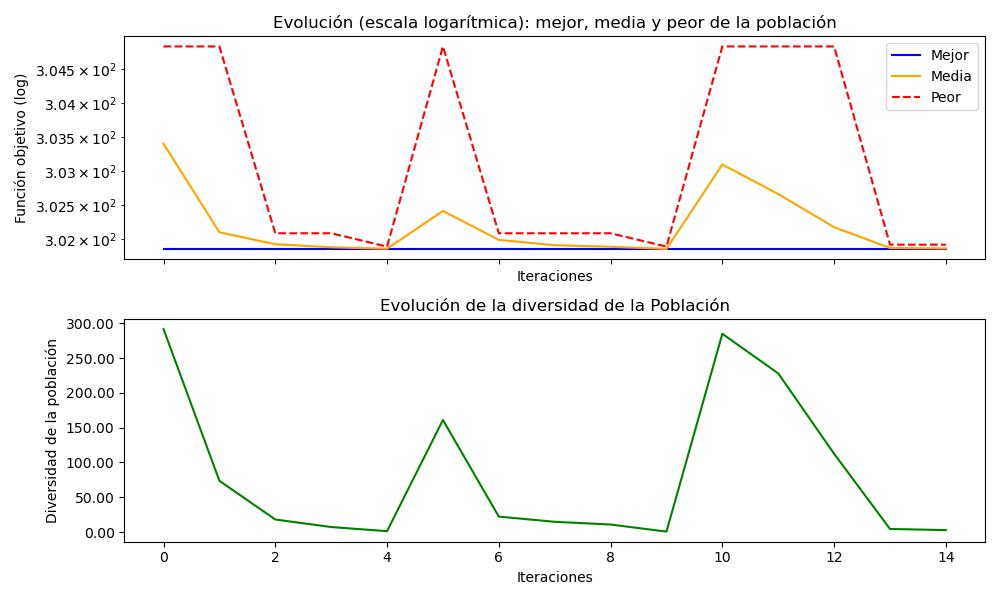 Evolución (escala logarítmica): mejor, media y peor de la población
Función objetivo (log)
3.045 × 10²
3.04 × 10²
3.035 × 10²
3.03 × 10²
3.025 × 10²
3.02 × 10²
Mejor
Media
Peor
Iteraciones
Evolución de la diversidad de la Población
Diversidad de la población
300.00
250.00
200.00
150.00
100.00
50.00
0.00
0 2 4 6 8 10 12 14
Iteraciones